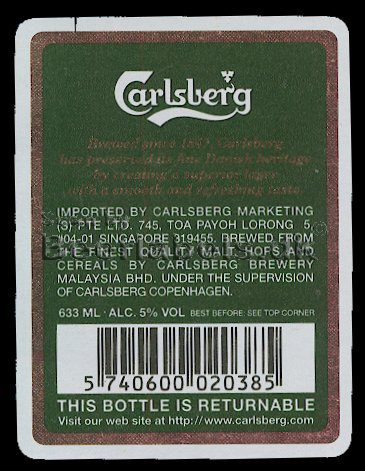 Carlsberg
Brewed since 1847, Carlsberg
has preserved its fine Danish heritage
by creating a superior lager
with a smooth and refreshing taste.
IMPORTED BY CARLSBERG MARKETING
(S) PTE LTD. 745, TOA PAYOH LORONG 5,
#04-01 SINGAPORE 319455. BREWED FROM
THE FINEST QUALITY MALT, HOPS AND
CEREALS BY CARLSBERG BREWERY
MALAYSIA BHD. UNDER THE SUPERVISION
OF CARLSBERG COPENHAGEN.
633 ML · ALC. 5% VOL BEST BEFORE: SEE TOP CORNER
5 740600 020385
THIS BOTTLE IS RETURNABLE
Visit our web site at http://www.carlsberg.com